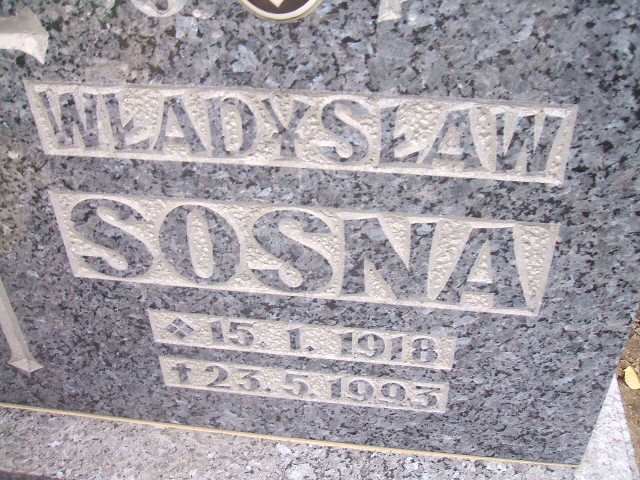 WŁADYSŁAW
SOSNA
15. 1. 1918
✝ 23. 5. 1993